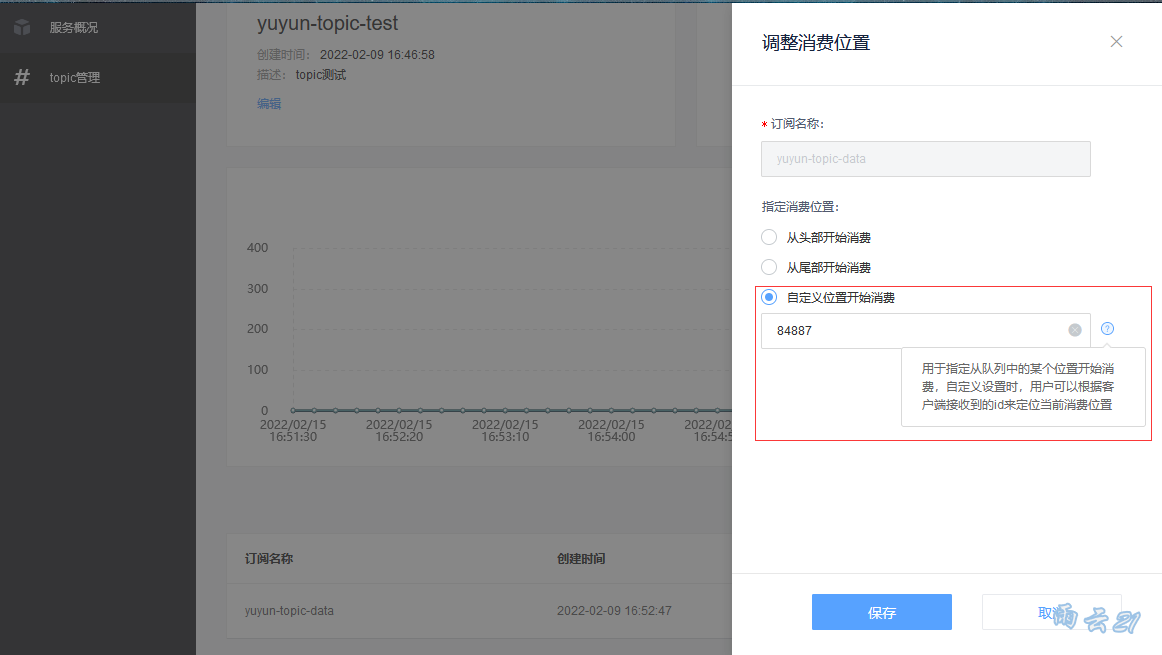 服务概况
topic管理
yuyun-topic-test
创建时间： 2022-02-09 16:46:58
描述： topic测试
编辑
400
300
200
100
0
2022/02/15 16:51:30
2022/02/15 16:52:20
2022/02/15 16:53:10
2022/02/15 16:54:00
2022/02 16:54:5
订阅名称 创建时间
yuyun-topic-data 2022-02-09 16:52:47
调整消费位置
* 订阅名称：
yuyun-topic-data
指定消费位置：
从头部开始消费
从尾部开始消费
自定义位置开始消费
84887
?
用于指定从队列中的某个位置开始消
费，自定义设置时，用户可以根据客
户端接收到的id来定位当前消费位置
保存
取
雨云21